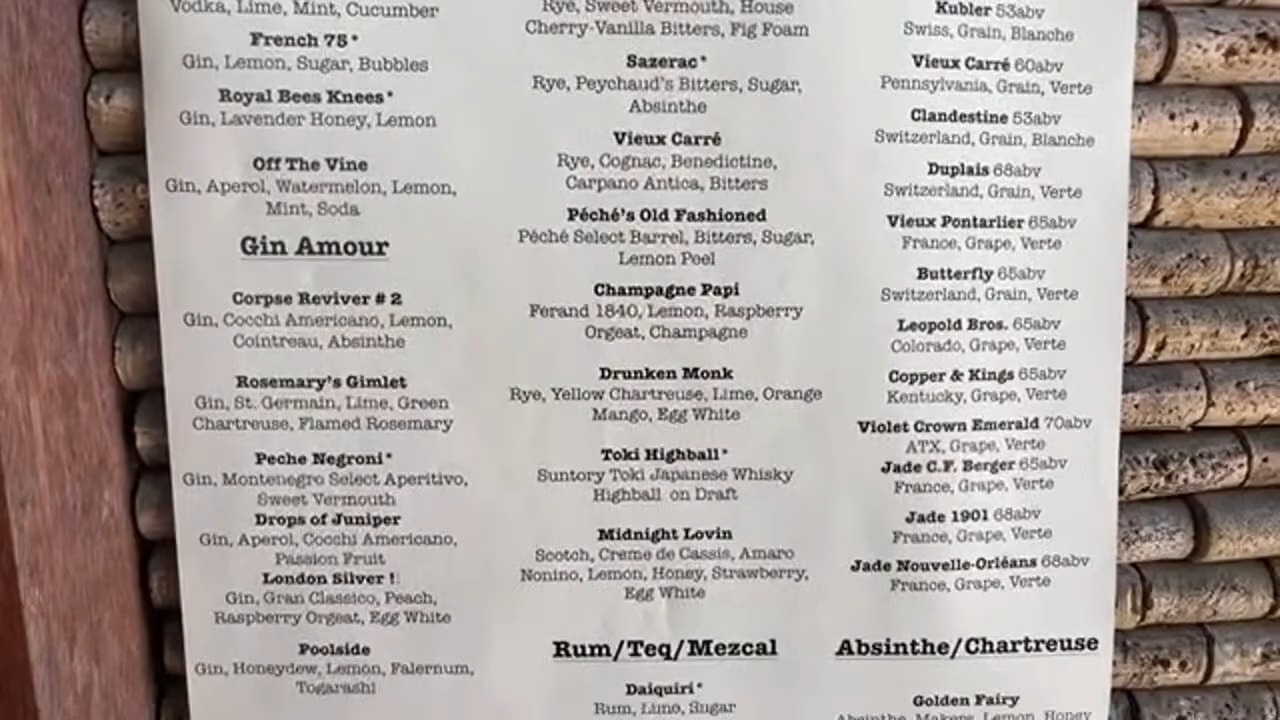 Vodka, Lime, Mint, Cucumber
French 75*
Gin, Lemon, Sugar, Bubbles
Royal Bees Knees*
Gin, Lavender Honey, Lemon
Off The Vine
Gin, Aperol, Watermelon, Lemon,
Mint, Soda
Gin Amour
Corpse Reviver # 2
Gin, Cocchi Americano, Lemon,
Cointreau, Absinthe
Rosemary's Gimlet
Gin, St. Germain, Lime, Green
Chartreuse, Flamed Rosemary
Peche Negroni*
Gin, Montenegro Select Aperitivo,
Sweet Vermouth
Drops of Juniper
Gin, Aperol, Cocchi Americano,
Passion Fruit
London Silver !
Gin, Gran Classico, Peach,
Raspberry Orgeat, Egg White
Poolside
Gin, Honeydew, Lemon, Falernum,
Togarashi
Rye, Sweet Vermouth, House
Cherry-Vanilla Bitters, Fig Foam
Sazerac*
Rye, Peychaud's Bitters, Sugar,
Absinthe
Vieux Carré
Rye, Cognac, Benedictine,
Carpano Antica, Bitters
Péché's Old Fashioned
Péché Select Barrel, Bitters, Sugar,
Lemon Peel
Champagne Papi
Ferand 1840, Lemon, Raspberry
Orgeat, Champagne
Drunken Monk
Rye, Yellow Chartreuse, Lime, Orange
Mango, Egg White
Toki Highball*
Suntory Toki Japanese Whisky
Highball on Draft
Midnight Lovin
Scotch, Creme de Cassis, Amaro
Nonino, Lemon, Honey, Strawberry,
Egg White
Rum/Teq/Mezcal
Daiquiri*
Rum, Lime, Sugar
Kubler 53abv
Swiss, Grain, Blanche
Vieux Carré 60abv
Pennsylvania, Grain, Verte
Clandestine 53abv
Switzerland, Grain, Blanche
Duplais 68abv
Switzerland, Grain, Verte
Vieux Pontarlier 65abv
France, Grape, Verte
Butterfly 65abv
Switzerland, Grain, Verte
Leopold Bros. 65abv
Colorado, Grape, Verte
Copper & Kings 65abv
Kentucky, Grape, Verte
Violet Crown Emerald 70abv
ATX, Grape, Verte
Jade C.F. Berger 65abv
France, Grape, Verte
Jade 1901 68abv
France, Grape, Verte
Jade Nouvelle-Orléans 68abv
France, Grape, Verte
Absinthe/Chartreuse
Golden Fairy
Absinthe, Makers, Lemon, Honey